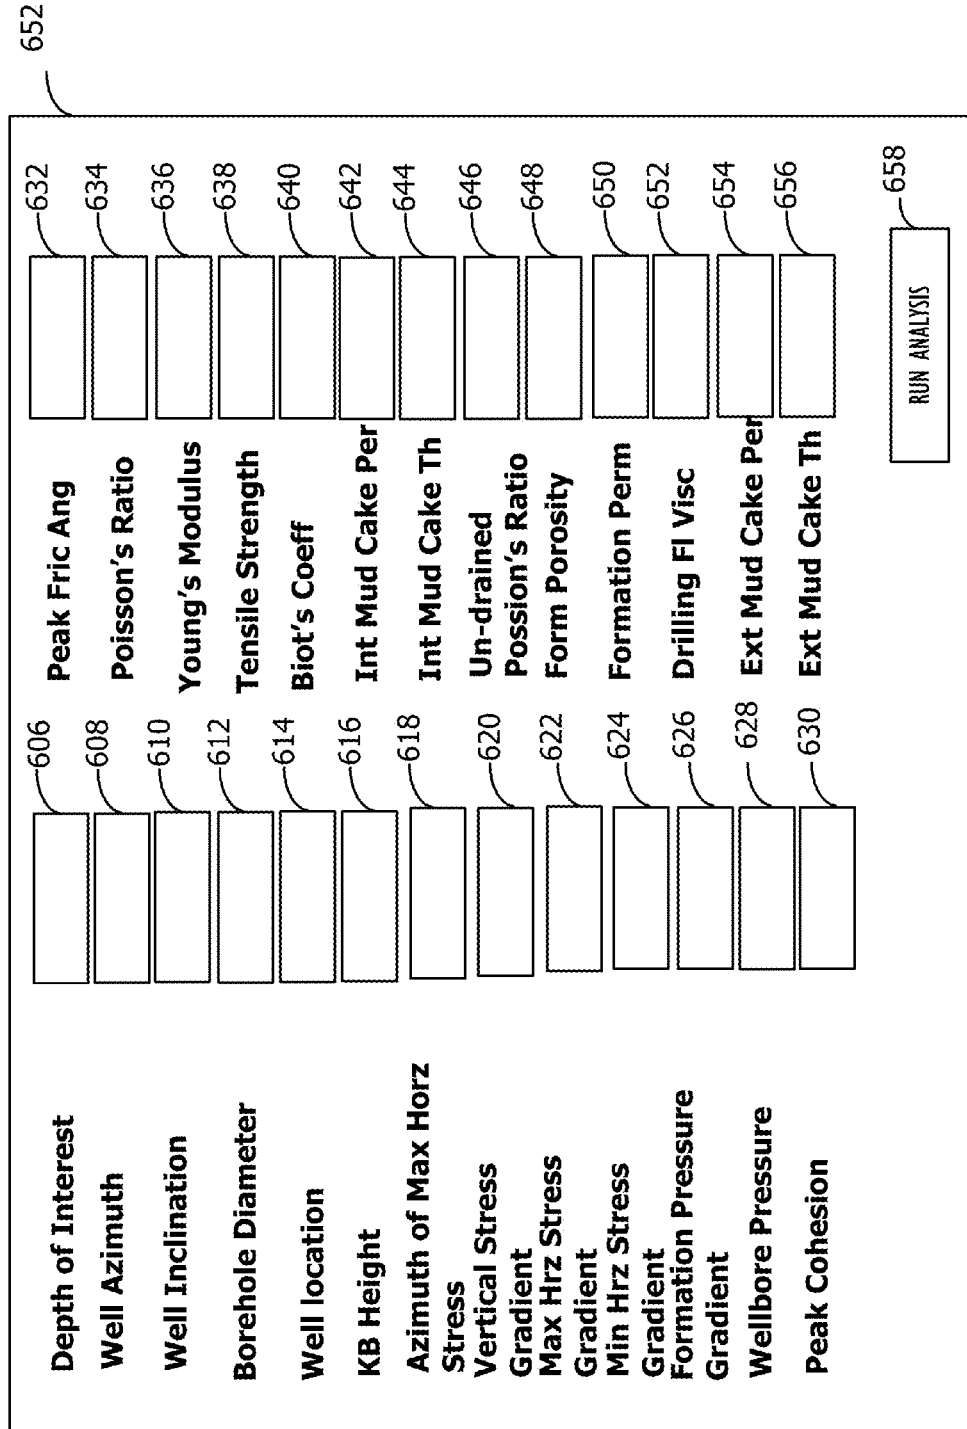 652
Depth of Interest
606
Peak Fric Ang
632
Well Azimuth
608
Poisson's Ratio
634
Well Inclination
610
Young's Modulus
636
Borehole Diameter
612
Tensile Strength
638
Well location
614
Biot's Coeff
640
KB Height
616
Int Mud Cake Per
642
Azimuth of Max Horz
Stress
618
Int Mud Cake Th
644
Vertical Stress
Gradient
620
Un-drained
Possion's Ratio
646
Max Hrz Stress
Gradient
622
Form Porosity
648
Min Hrz Stress
Gradient
624
Formation Perm
650
Formation Pressure
Gradient
626
Drilling Fl Visc
652
Wellbore Pressure
628
Ext Mud Cake Per
654
Peak Cohesion
630
Ext Mud Cake Th
656
RUN ANALYSIS
658